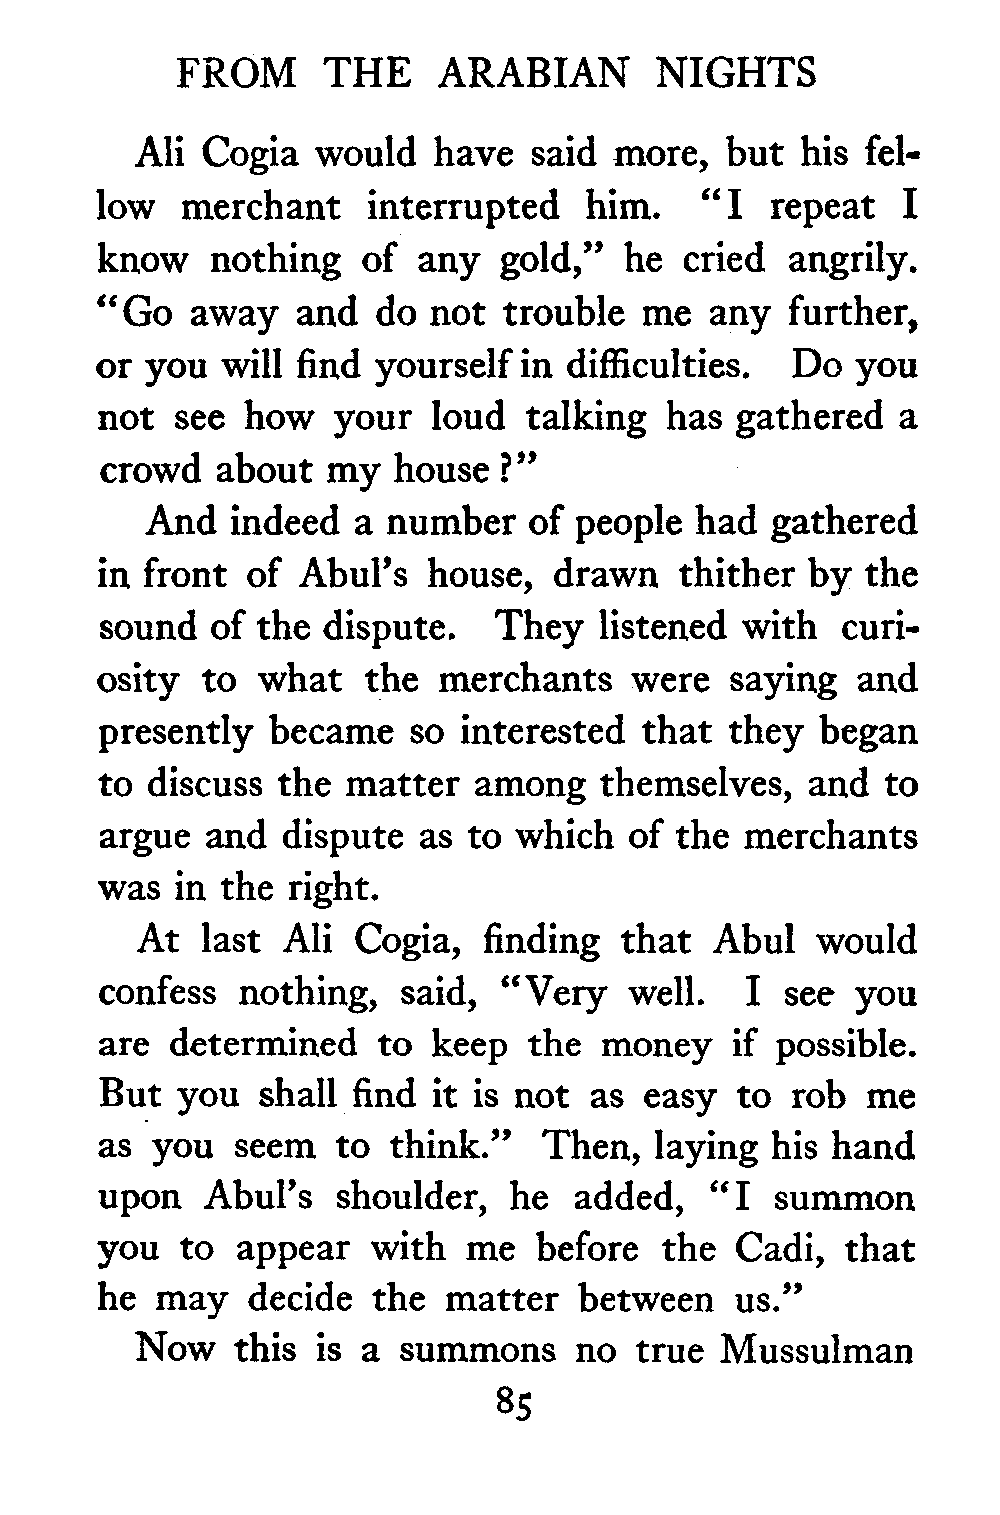 FROM THE ARABIAN NIGHTS
Ali Cogia would have said more, but his fel-
low merchant interrupted him. “I repeat I
know nothing of any gold,” he cried angrily.
“Go away and do not trouble me any further,
or you will find yourself in difficulties. Do you
not see how your loud talking has gathered a
crowd about my house?”
And indeed a number of people had gathered
in front of Abul’s house, drawn thither by the
sound of the dispute. They listened with curi-
osity to what the merchants were saying and
presently became so interested that they began
to discuss the matter among themselves, and to
argue and dispute as to which of the merchants
was in the right.
At last Ali Cogia, finding that Abul would
confess nothing, said, “Very well. I see you
are determined to keep the money if possible.
But you shall find it is not as easy to rob me
as you seem to think.” Then, laying his hand
upon Abul’s shoulder, he added, “I summon
you to appear with me before the Cadi, that
he may decide the matter between us.”
Now this is a summons no true Mussulman
85